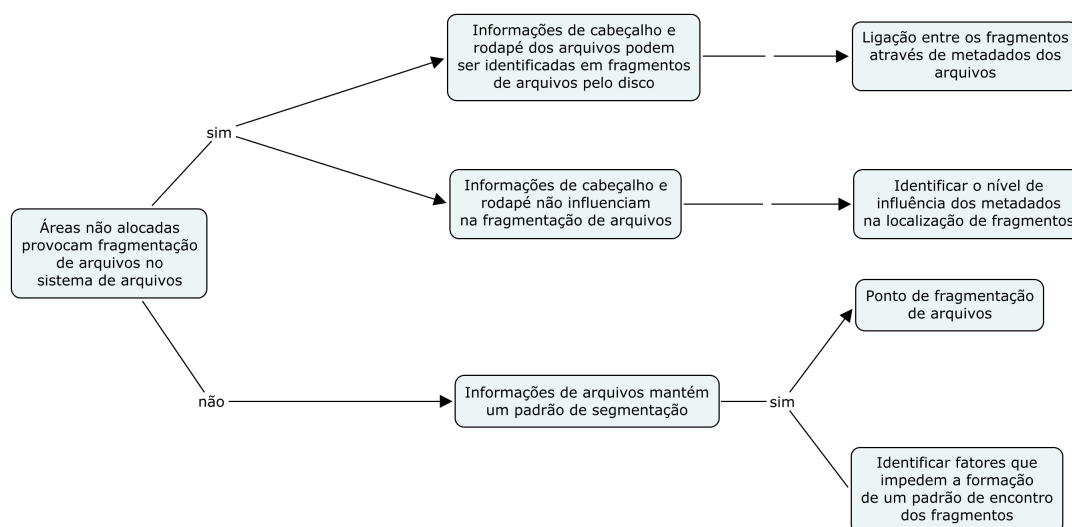 Informações de cabeçalho e
rodapé dos arquivos podem
ser identificadas em fragmentos
de arquivos pelo disco
Ligação entre os fragmentos
através de metadados dos
arquivos
sim
Informações de cabeçalho e
rodapé não influenciam
na fragmentação de arquivos
Identificar o nível de
influência dos metadados
na localização de fragmentos
Áreas não alocadas
provocam fragmentação
de arquivos no
sistema de arquivos
Ponto de fragmentação
de arquivos
não
Informações de arquivos mantém
um padrão de segmentação
sim
Identificar fatores que
impedem a formação
de um padrão de encontro
dos fragmentos